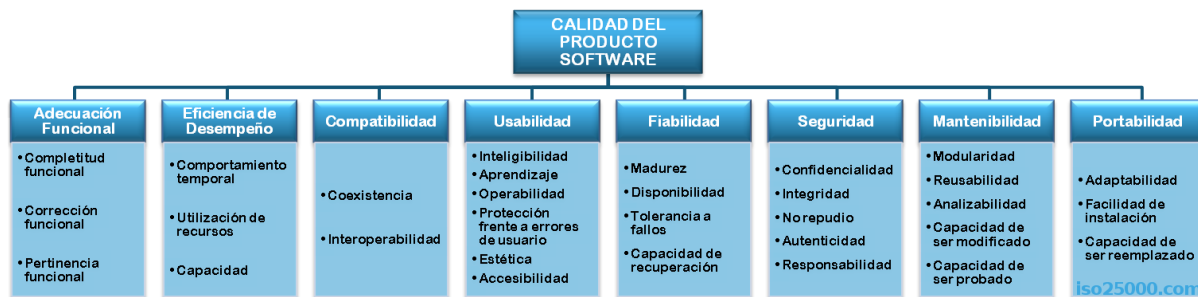 CALIDAD DEL
PRODUCTO
SOFTWARE
Adecuación
Funcional
• Completitud
funcional
• Corrección
funcional
• Pertinencia
funcional
Eficiencia de
Desempeño
• Comportamiento
temporal
• Utilización de
recursos
• Capacidad
Compatibilidad
• Coexistencia
• Interoperabilidad
Usabilidad
• Inteligibilidad
• Aprendizaje
• Operabilidad
• Protección
frente a errores
de usuario
• Estética
• Accesibilidad
Fiabilidad
• Madurez
• Disponibilidad
• Tolerancia a
fallos
• Capacidad de
recuperación
Seguridad
• Confidencialidad
• Integridad
• No repudio
• Autenticidad
• Responsabilidad
Mantenibilidad
• Modularidad
• Reusabilidad
• Analizabilidad
• Capacidad de
ser modificado
• Capacidad de
ser probado
Portabilidad
• Adaptabilidad
• Facilidad de
instalación
• Capacidad de
ser reemplazado
iso25000.com